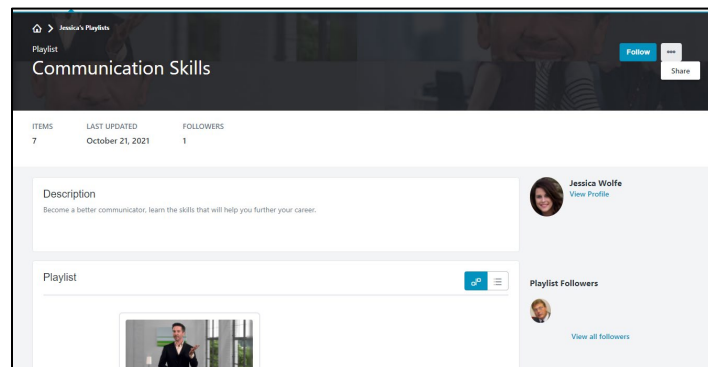 Jessica's Playlists
Playlist
Communication Skills
Follow
Share
ITEMS LAST UPDATED FOLLOWERS
7 October 21, 2021 1
Description
Become a better communicator, learn the skills that will help you further your career.
Jessica Wolfe
View Profile
Playlist
Playlist Followers
View all followers